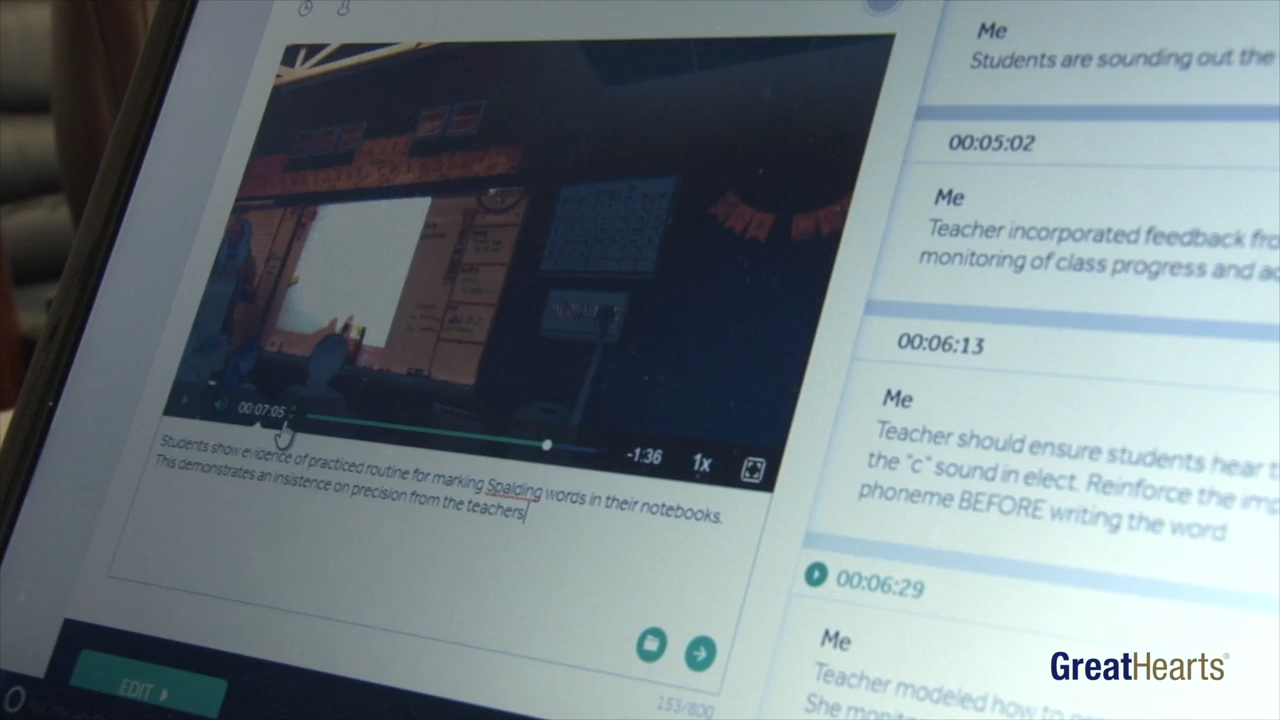 00:07:05
-1:36
1x
Students show evidence of practiced routine for marking Spalding words in their notebooks.
This demonstrates an insistence on precision from the teachers
153/800
EDIT
Me
Students are sounding out the
00:05:02
Me
Teacher incorporated feedback
monitoring of class progress and
00:06:13
Me
Teacher should ensure students hear
the "c" sound in elect. Reinforce the
phoneme BEFORE writing the word
00:06:29
Me
Teacher modeled how to
She
GreatHearts®